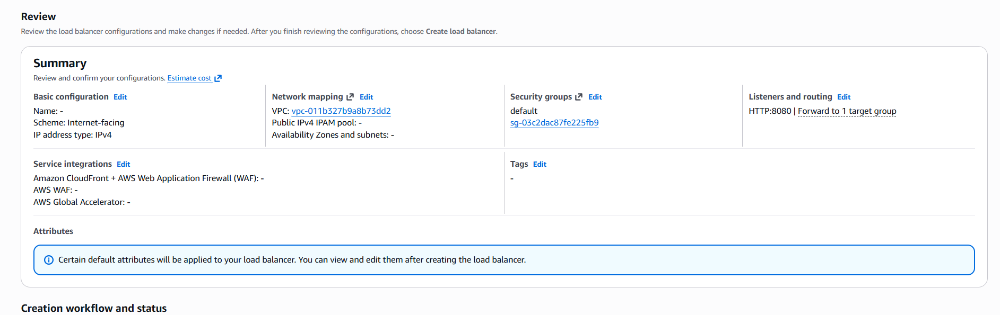 Review
Review the load balancer configurations and make changes if needed. After you finish reviewing the configurations, choose Create load balancer.
Summary
Review and confirm your configurations. Estimate cost
Basic configuration Edit
Name: -
Scheme: Internet-facing
IP address type: IPv4
Network mapping Edit
VPC: vpc-011b327b9a8b73dd2
Public IPv4 IPAM pool: -
Availability Zones and subnets: -
Security groups Edit
default
sg-03c2dac87fe225fb9
Listeners and routing Edit
HTTP:8080 | Forward to 1 target group
Service integrations Edit
Amazon CloudFront + AWS Web Application Firewall (WAF): -
AWS WAF: -
AWS Global Accelerator: -
Tags Edit
-
Attributes
Certain default attributes will be applied to your load balancer. You can view and edit them after creating the load balancer.
Creation workflow and status